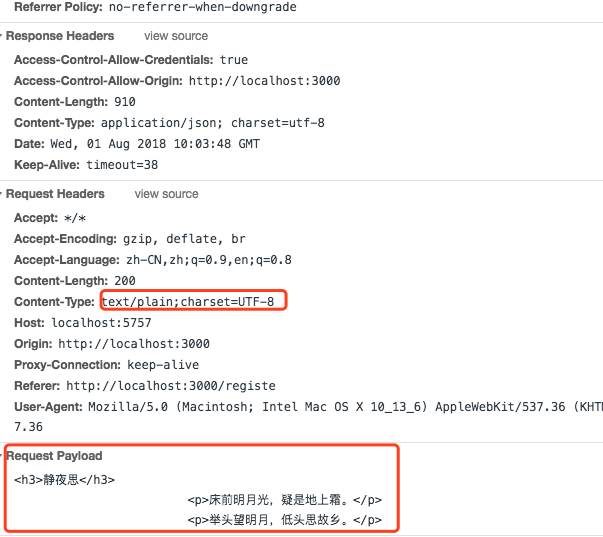 Referrer Policy: no-referrer-when-downgrade
Response Headers view source
Access-Control-Allow-Credentials: true
Access-Control-Allow-Origin: http://localhost:3000
Content-Length: 910
Content-Type: application/json; charset=utf-8
Date: Wed, 01 Aug 2018 10:03:48 GMT
Keep-Alive: timeout=38
Request Headers view source
Accept: */*
Accept-Encoding: gzip, deflate, br
Accept-Language: zh-CN,zh;q=0.9,en;q=0.8
Content-Length: 200
Content-Type: text/plain;charset=UTF-8
Host: localhost:5757
Origin: http://localhost:3000
Proxy-Connection: keep-alive
Referer: http://localhost:3000/registe
User-Agent: Mozilla/5.0 (Macintosh; Intel Mac OS X 10_13_6) AppleWebKit/537.36 (KHT
7.36
Request Payload
<h3>静夜思</h3>
<p>床前明月光，疑是地上霜。</p>
<p>举头望明月，低头思故乡。</p>